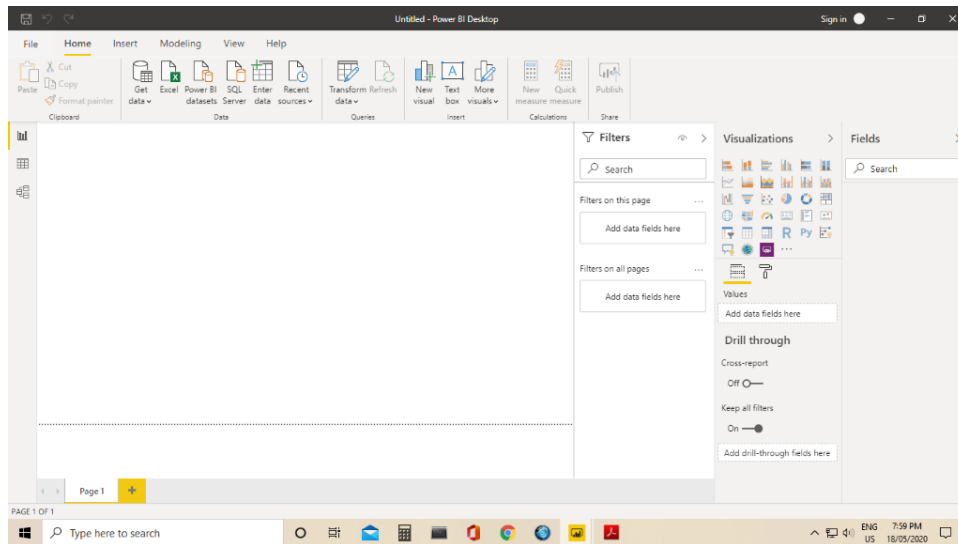 Untitled - Power BI Desktop
Sign in
File Home Insert Modeling View Help
Paste
Cut
Copy
Format painter
Clipboard
Get data
Excel
Power BI datasets
SQL Server
Enter data
Recent sources
Data
Transform data
Refresh
Queries
New visual
Text box
More visuals
Insert
New measure
Quick measure
Calculations
Publish
Share
Filters
Search
Filters on this page
...
Add data fields here
Filters on all pages
...
Add data fields here
Visualizations
R Py
...
Values
Add data fields here
Drill through
Cross-report
Off
Keep all filters
On
Add drill-through fields here
Fields
Search
Page 1
+
PAGE 1 OF 1
Type here to search
ENG
US
7:59 PM
18/05/2020